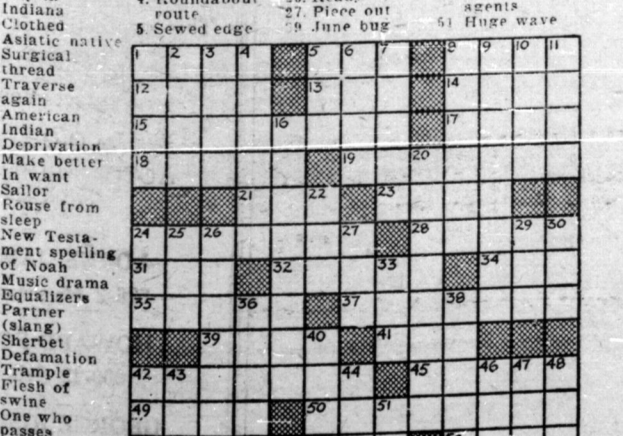 Indiana
Clothed
Asiatic native
Surgical
thread
Traverse
again
American
Indian
Deprivation
Make better
In want
Sailor
Rouse from
sleep
New Testa-
ment spelling
of Noah
Music drama
Equalizers
Partner
(slang)
Sherbet
Defamation
Trample
Flesh of
swine
One who
passes
4. Roundabout
route
5. Sewed edge
27. Piece out
29. June bug
agents
51 Huge wave
1 2 3 4 5 6 7 8 9 10 11
12 13 14
15 16 17
18 19 20
21 22 23
24 25 26 27 28 29 30
31 32 33 34
35 36 37 38
39 40 41
42 43 44 45 46 47 48
49 50 51